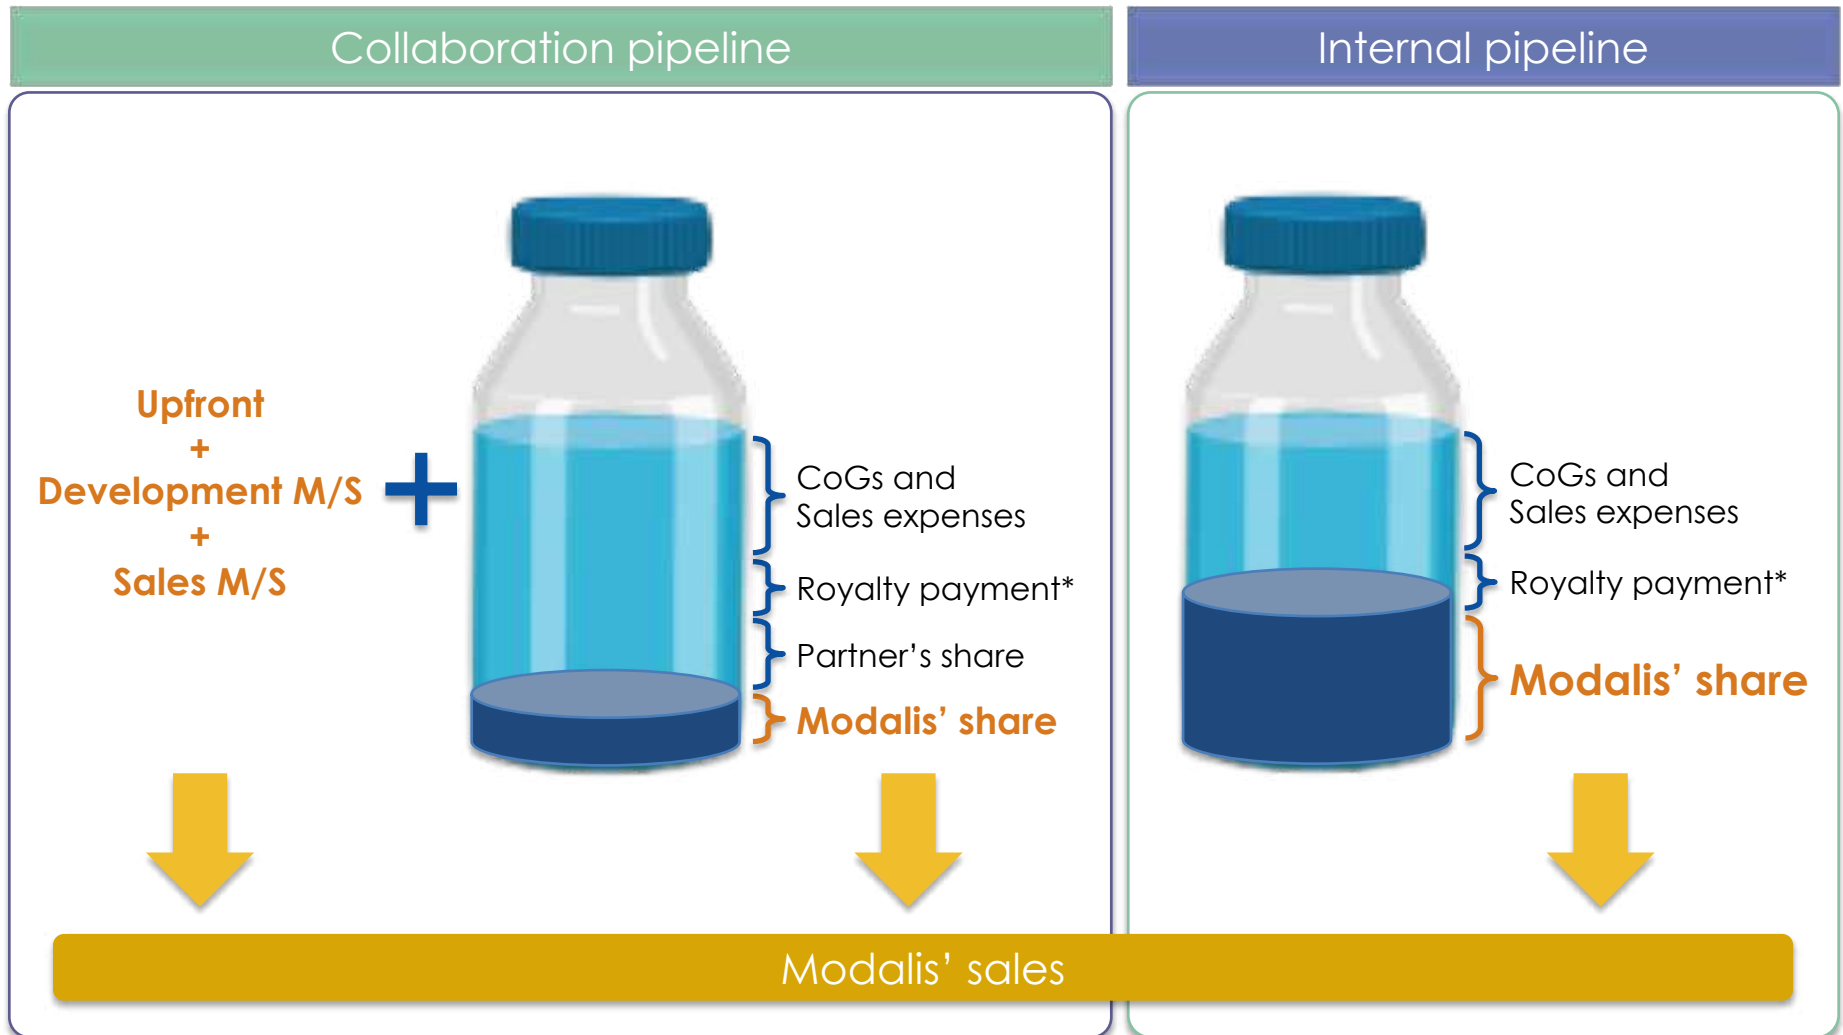 Collaboration pipeline
Internal pipeline
Upfront
+
Development M/S
+
Sales M/S
+
CoGs and
Sales expenses
Royalty payment*
Partner’s share
Modalis’ share
CoGs and
Sales expenses
Royalty payment*
Modalis’ share
Modalis’ sales